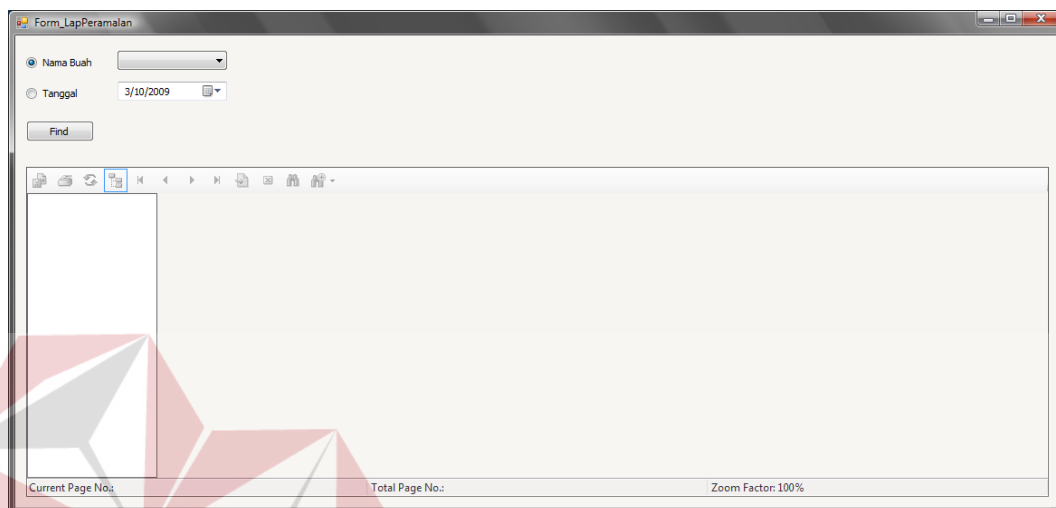 Form_LapPeramalan
Nama Buah
Tanggal 3/10/2009
Find
Current Page No.: Total Page No.: Zoom Factor: 100%